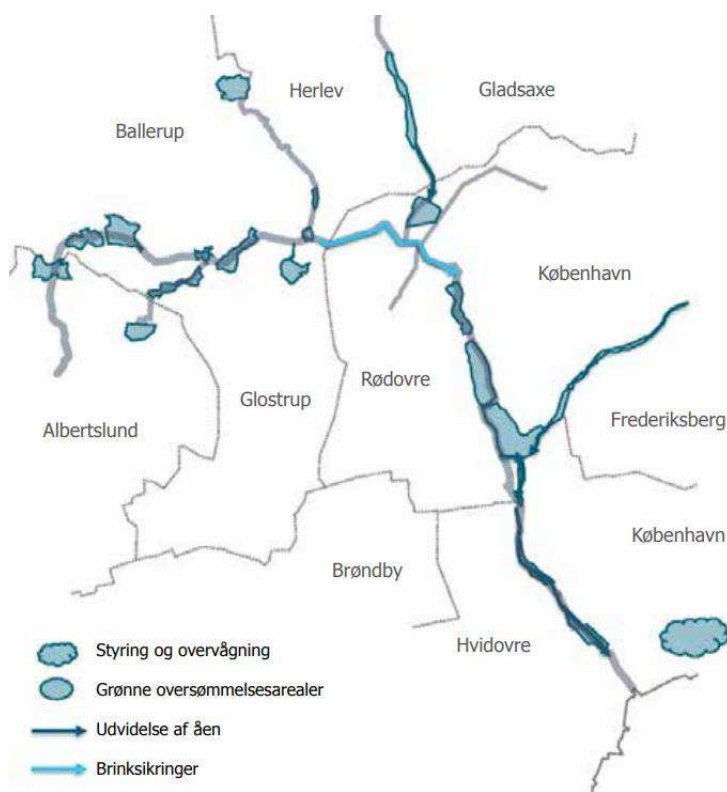 Herlev
Gladsaxe
Ballerup
København
Rødovre
Glostrup
Frederiksberg
Albertslund
København
Brøndby
Hvidovre
Styring og overvågning
Grønne oversømmelsesarealer
Udvidelse af åen
Brinksikringer